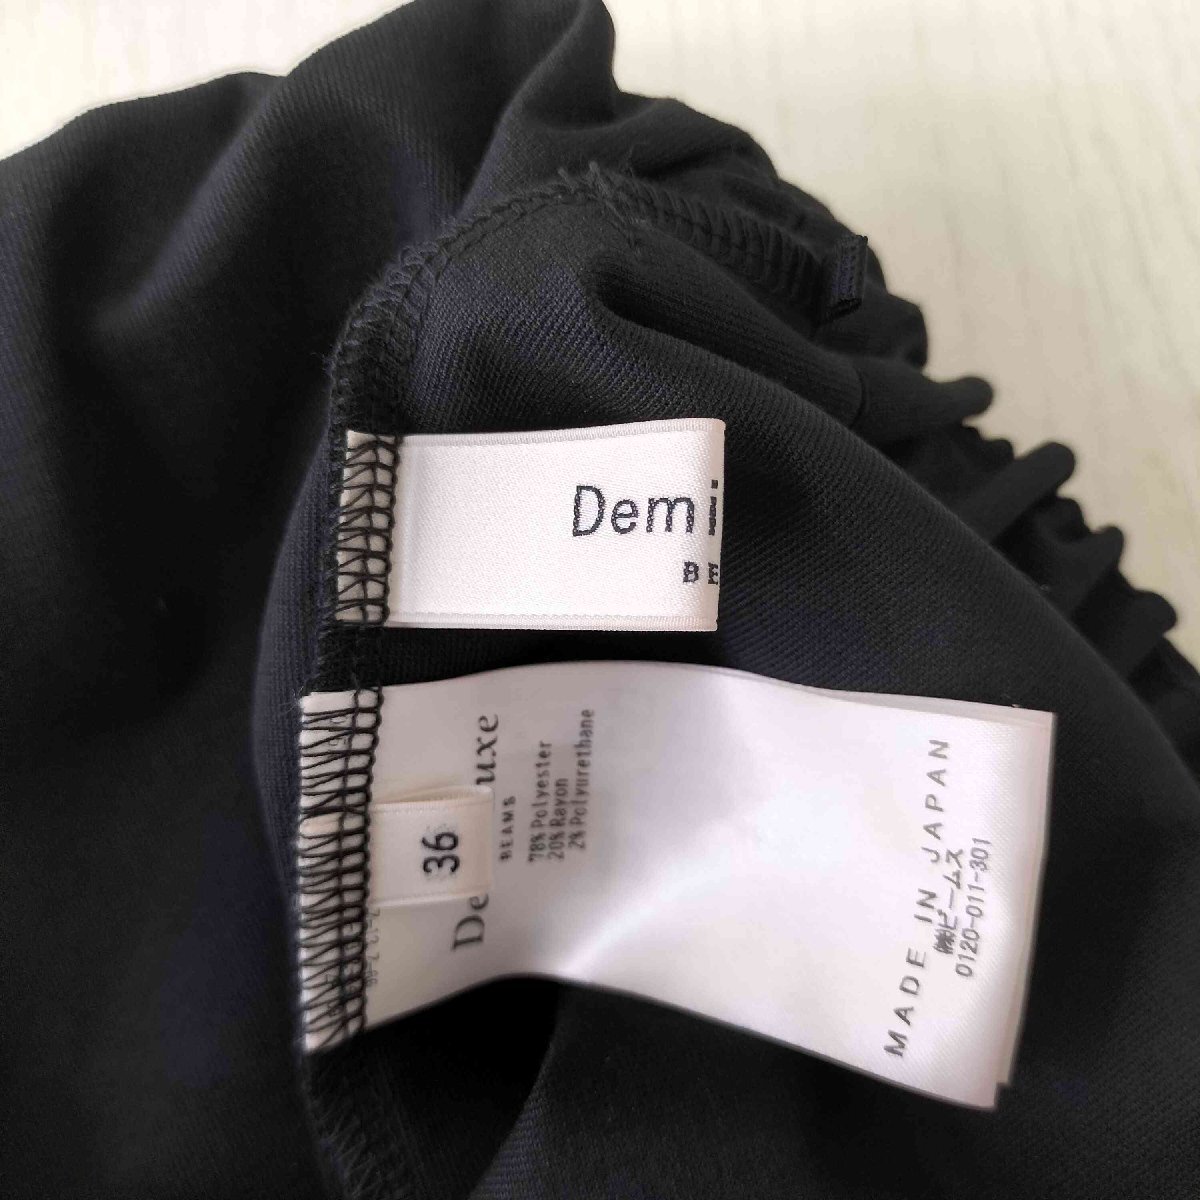 Demi
BE
De uxe
BEAMS
78% Polyester
20% Rayon
2% Polyurethane
36
MADE IN JAPAN
㈱ビームス
0120-011-301